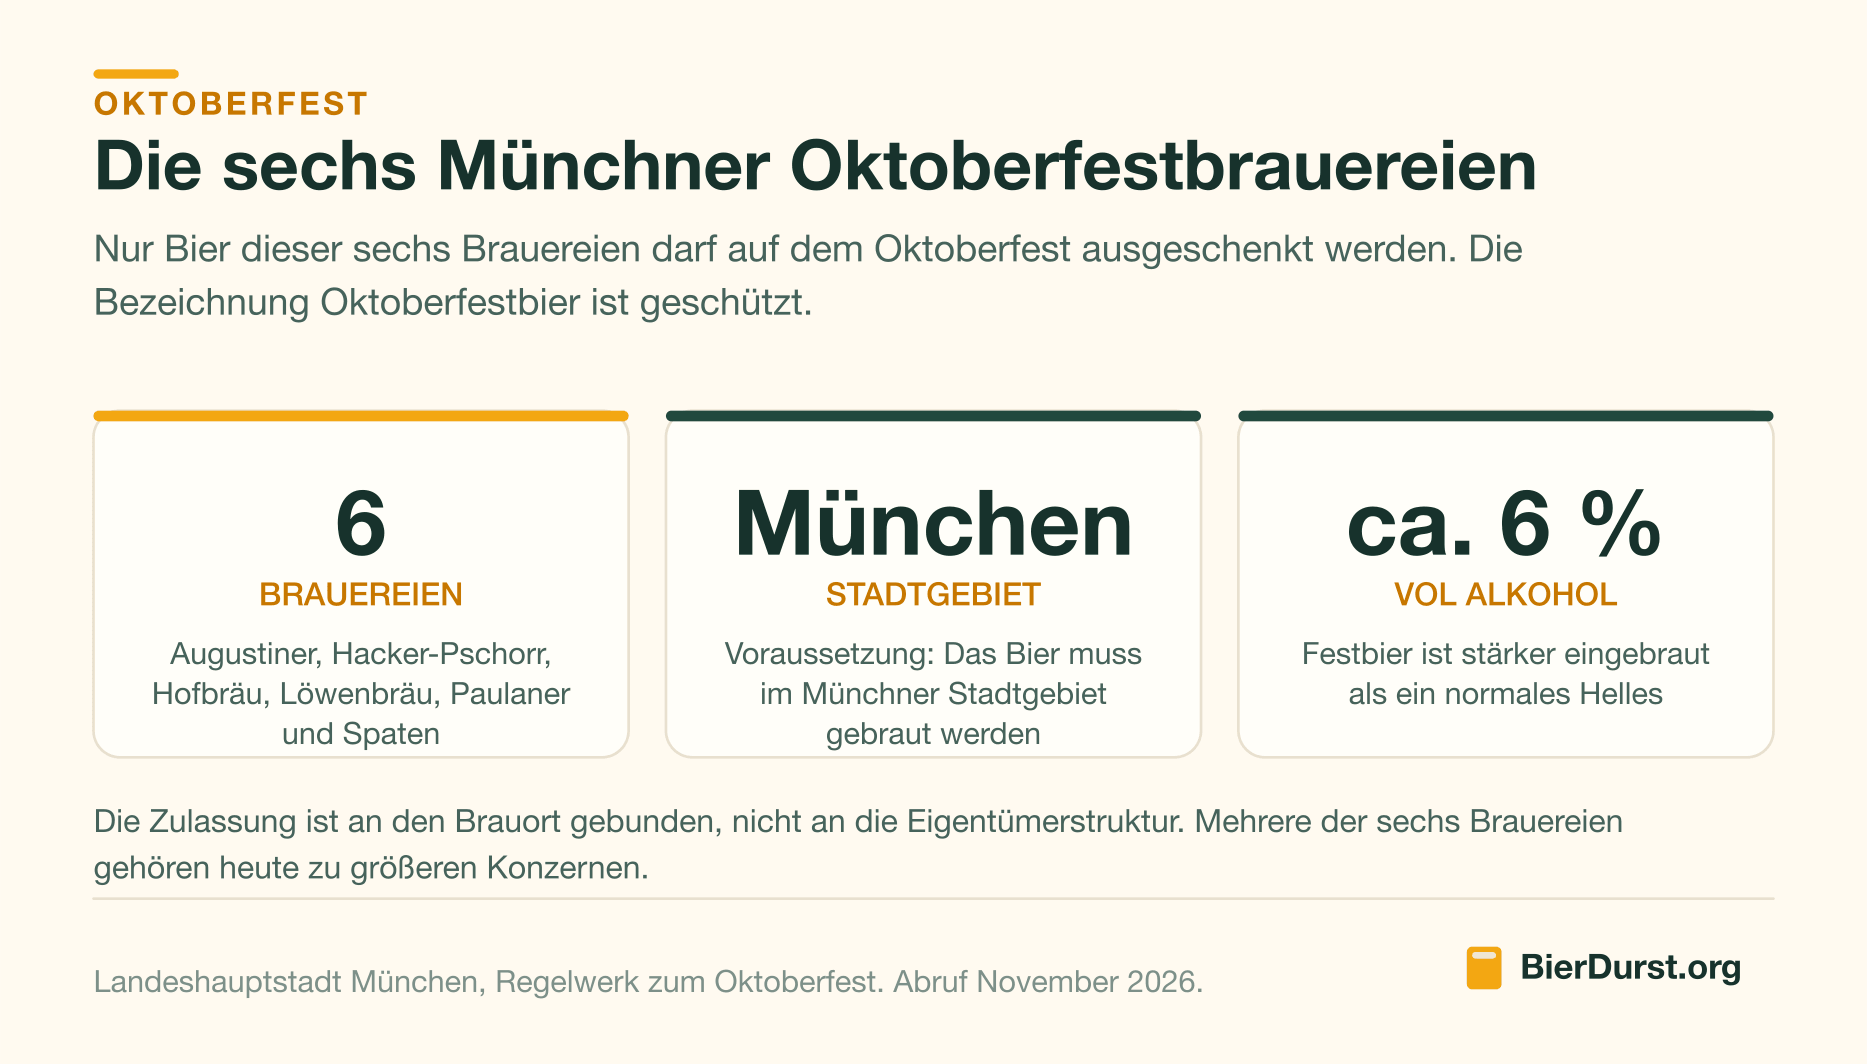 OKTOBERFEST
Die sechs Münchner Oktoberfestbrauereien
Nur Bier dieser sechs Brauereien darf auf dem Oktoberfest ausgeschenkt werden. Die
Bezeichnung Oktoberfestbier ist geschützt.
6
BRAUEREIEN
Augustiner, Hacker-Pschorr,
Hofbräu, Löwenbräu, Paulaner
und Spaten
München
STADTGEBIET
Voraussetzung: Das Bier muss
im Münchner Stadtgebiet
gebraut werden
ca. 6 %
VOL ALKOHOL
Festbier ist stärker eingebraut
als ein normales Helles
Die Zulassung ist an den Brauort gebunden, nicht an die Eigentümerstruktur. Mehrere der sechs Brauereien
gehören heute zu größeren Konzernen.
Landeshauptstadt München, Regelwerk zum Oktoberfest. Abruf November 2026.
BierDurst.org